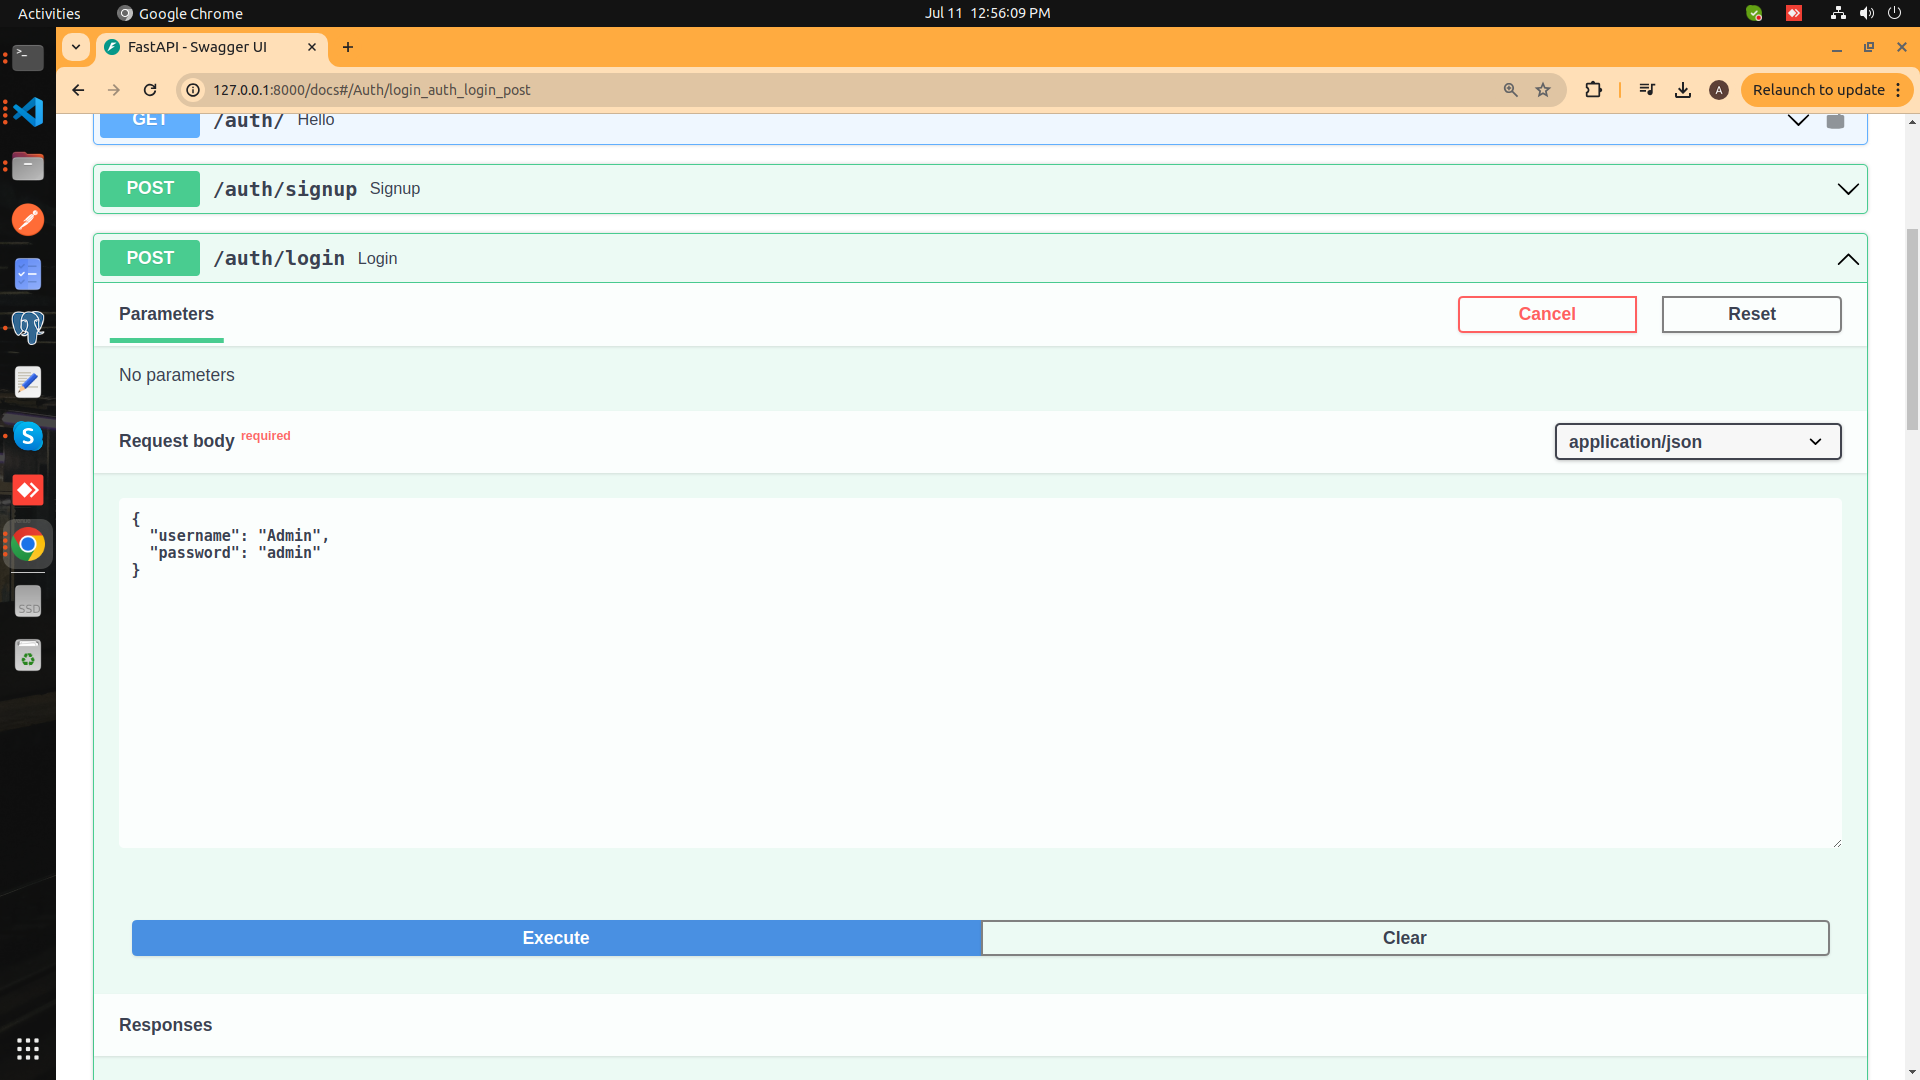 Activities
Google Chrome
Jul 11 12:56:09 PM
FastAPI - Swagger UI
127.0.0.1:8000/docs#/Auth/login_auth_login_post
A
Relaunch to update
GET /auth/ Hello
POST /auth/signup Signup
POST /auth/login Login
Parameters
Cancel
Reset
No parameters
Request body required
application/json
{
"username": "Admin",
"password": "admin"
}
Execute
Clear
Responses
S
SSD